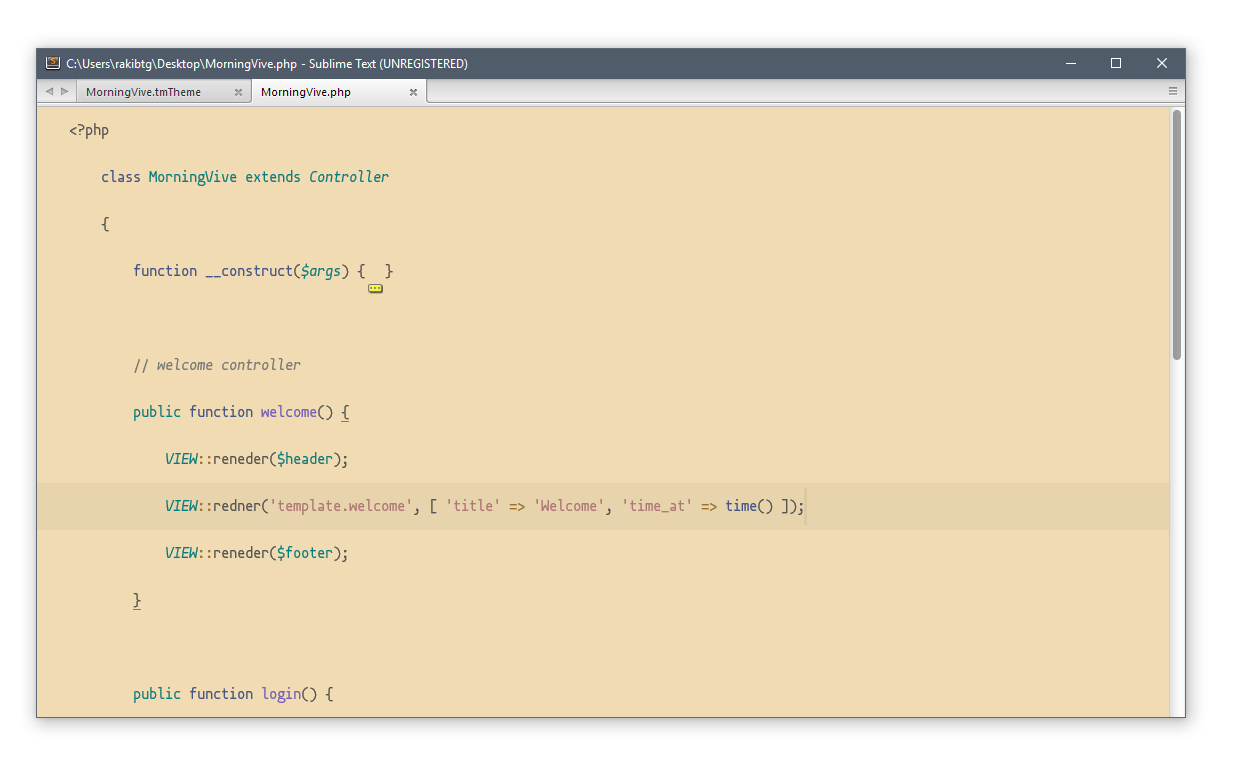 C:\Users\rakibtg\Desktop\MorningVive.php - Sublime Text (UNREGISTERED)
MorningVive.tmTheme MorningVive.php
<?php
class MorningVive extends Controller
{
function __construct($args) { }
// welcome controller
public function welcome() {
VIEW::reneder($header);
VIEW::redner('template.welcome', [ 'title' => 'Welcome', 'time_at' => time() ]);
VIEW::reneder($footer);
}
public function login() {